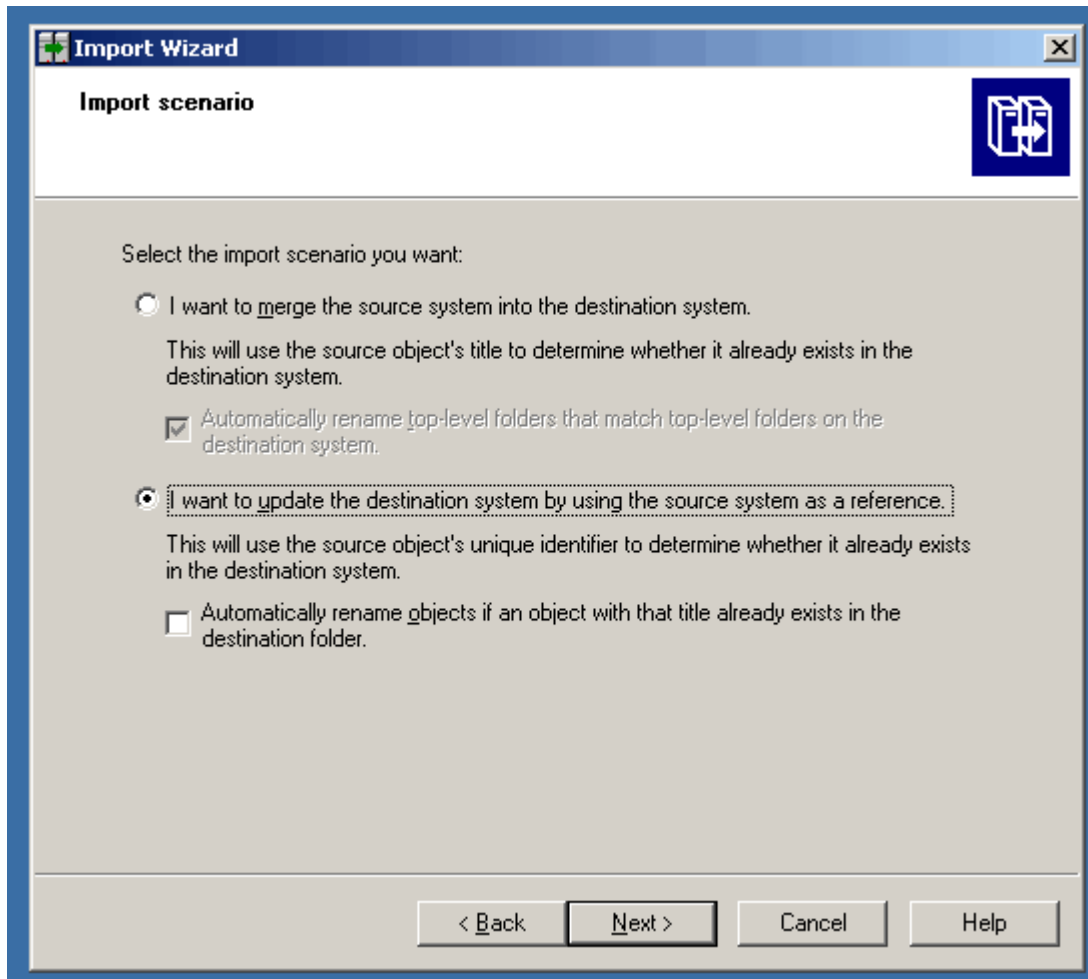 Import Wizard
Import scenario
Select the import scenario you want:
I want to merge the source system into the destination system.
This will use the source object's title to determine whether it already exists in the
destination system.
Automatically rename top-level folders that match top-level folders on the
destination system.
I want to update the destination system by using the source system as a reference.
This will use the source object's unique identifier to determine whether it already exists
in the destination system.
Automatically rename objects if an object with that title already exists in the
destination folder.
< Back Next > Cancel Help